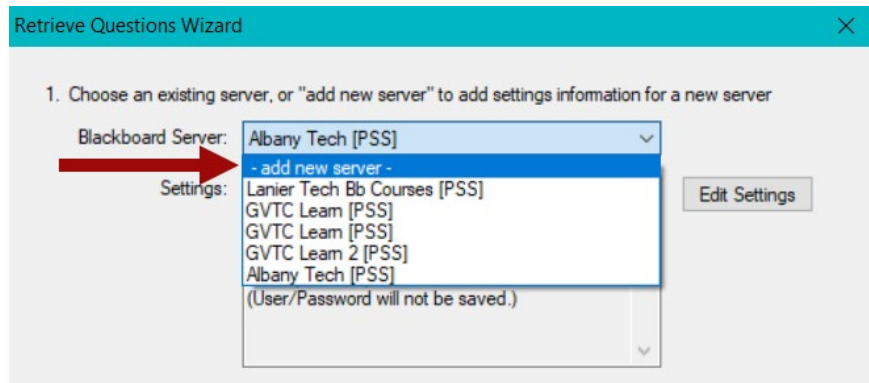 Retrieve Questions Wizard
1. Choose an existing server, or "add new server" to add settings information for a new server
Blackboard Server: Albany Tech [PSS]
- add new server -
Settings: Lanier Tech Bb Courses [PSS]
Edit Settings
GVTC Learn [PSS]
GVTC Learn [PSS]
GVTC Learn 2 [PSS]
Albany Tech [PSS]
(User/Password will not be saved.)